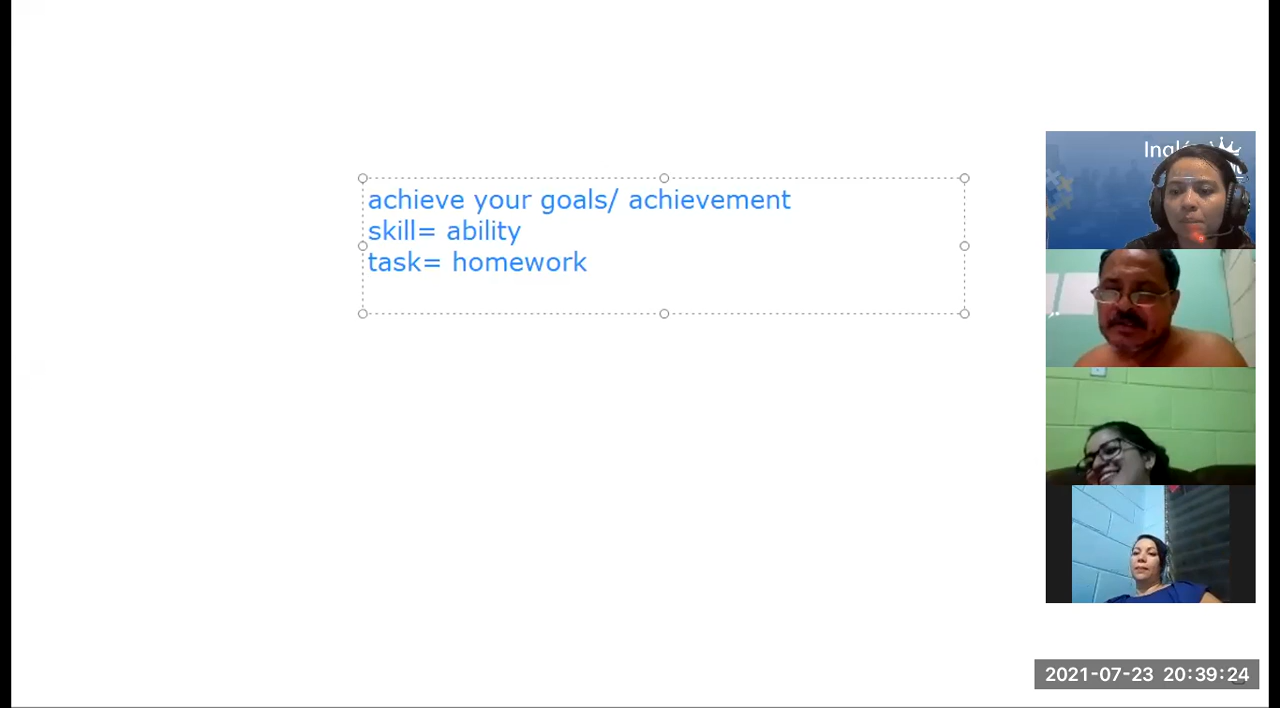 achieve your goals/ achievement
skill= ability
task= homework
2021-07-23 20:39:24